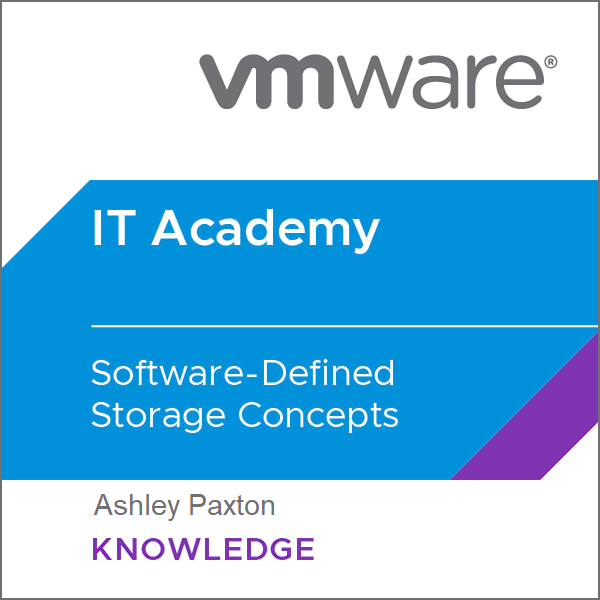 vmware®
IT Academy
Software-Defined
Storage Concepts
Ashley Paxton
KNOWLEDGE